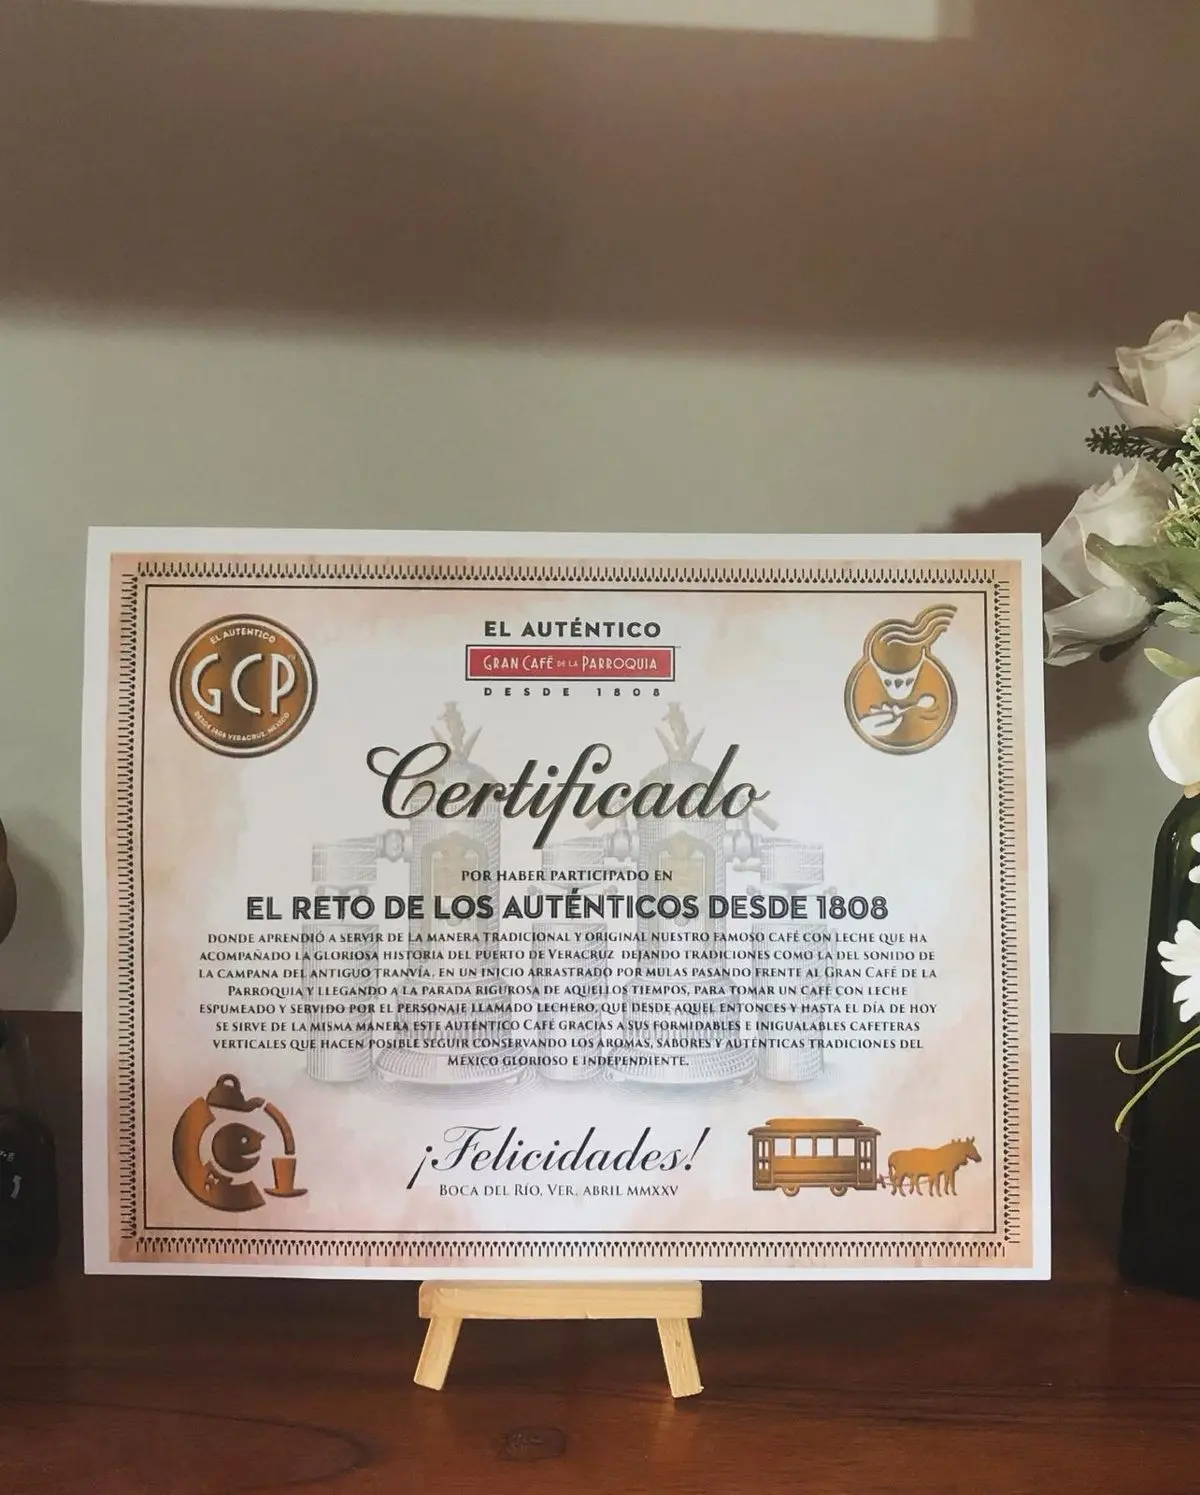 EL AUTÉNTICO
GCP
DESDE 1808 VERACRUZ, MÉXICO
EL AUTÉNTICO
GRAN CAFÉ DE LA PARROQUIA
DESDE 1808
Certificado
POR HABER PARTICIPADO EN
EL RETO DE LOS AUTÉNTICOS DESDE 1808
DONDE APRENDIÓ A SERVIR DE LA MANERA TRADICIONAL Y ORIGINAL NUESTRO FAMOSO CAFÉ CON LECHE QUE HA
ACOMPAÑADO LA GLORIOSA HISTORIA DEL PUERTO DE VERACRUZ DEJANDO TRADICIONES COMO LA DEL SONIDO DE
LA CAMPANA DEL ANTIGUO TRANVÍA, EN UN INICIO ARRASTRADO POR MULAS PASANDO FRENTE AL GRAN CAFÉ DE LA
PARROQUIA Y LLEGANDO A LA PARADA RIGUROSA DE AQUELLOS TIEMPOS, PARA TOMAR UN CAFÉ CON LECHE
ESPUMEADO Y SERVIDO POR EL PERSONAJE LLAMADO LECHERO, QUE DESDE AQUEL ENTONCES Y HASTA EL DÍA DE HOY
SE SIRVE DE LA MISMA MANERA ESTE AUTÉNTICO CAFÉ GRACIAS A SUS FORMIDABLES E INIGUALABLES CAFETERAS
VERTICALES QUE HACEN POSIBLE SEGUIR CONSERVANDO LOS AROMAS, SABORES Y AUTÉNTICAS TRADICIONES DEL
MÉXICO GLORIOSO E INDEPENDIENTE.
¡Felicidades!
BOCA DEL RÍO, VER. ABRIL MMXXV